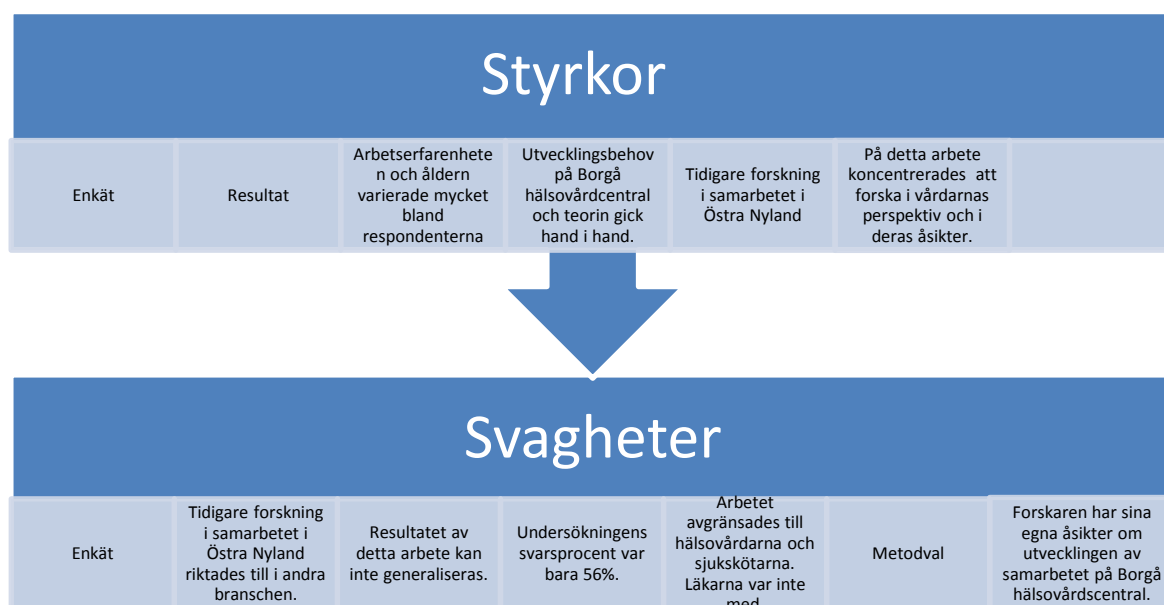 Styrkor
Enkät
Resultat
Arbetserfarenhete
n och åldern
varierade mycket
bland
respondenterna
Utvecklingsbehov
på Borgå
hälsovårdcentral
och teorin gick
hand i hand.
Tidigare forskning
i samarbetet i
Östra Nyland
På detta arbete
koncentrerades att
forska i vårdarnas
perspektiv och i
deras åsikter.
Svagheter
Enkät
Tidigare forskning
i samarbetet i
Östra Nyland
riktades till i andra
branschen.
Resultatet av
detta arbete kan
inte generaliseras.
Undersökningens
svarsprocent var
bara 56%.
Arbetet
avgränsades till
hälsovårdarna och
sjukskötarna.
Läkarna var inte
med
Metodval
Forskaren har sina
egna åsikter om
utvecklingen av
samarbetet på Borgå
hälsovårdscentral.